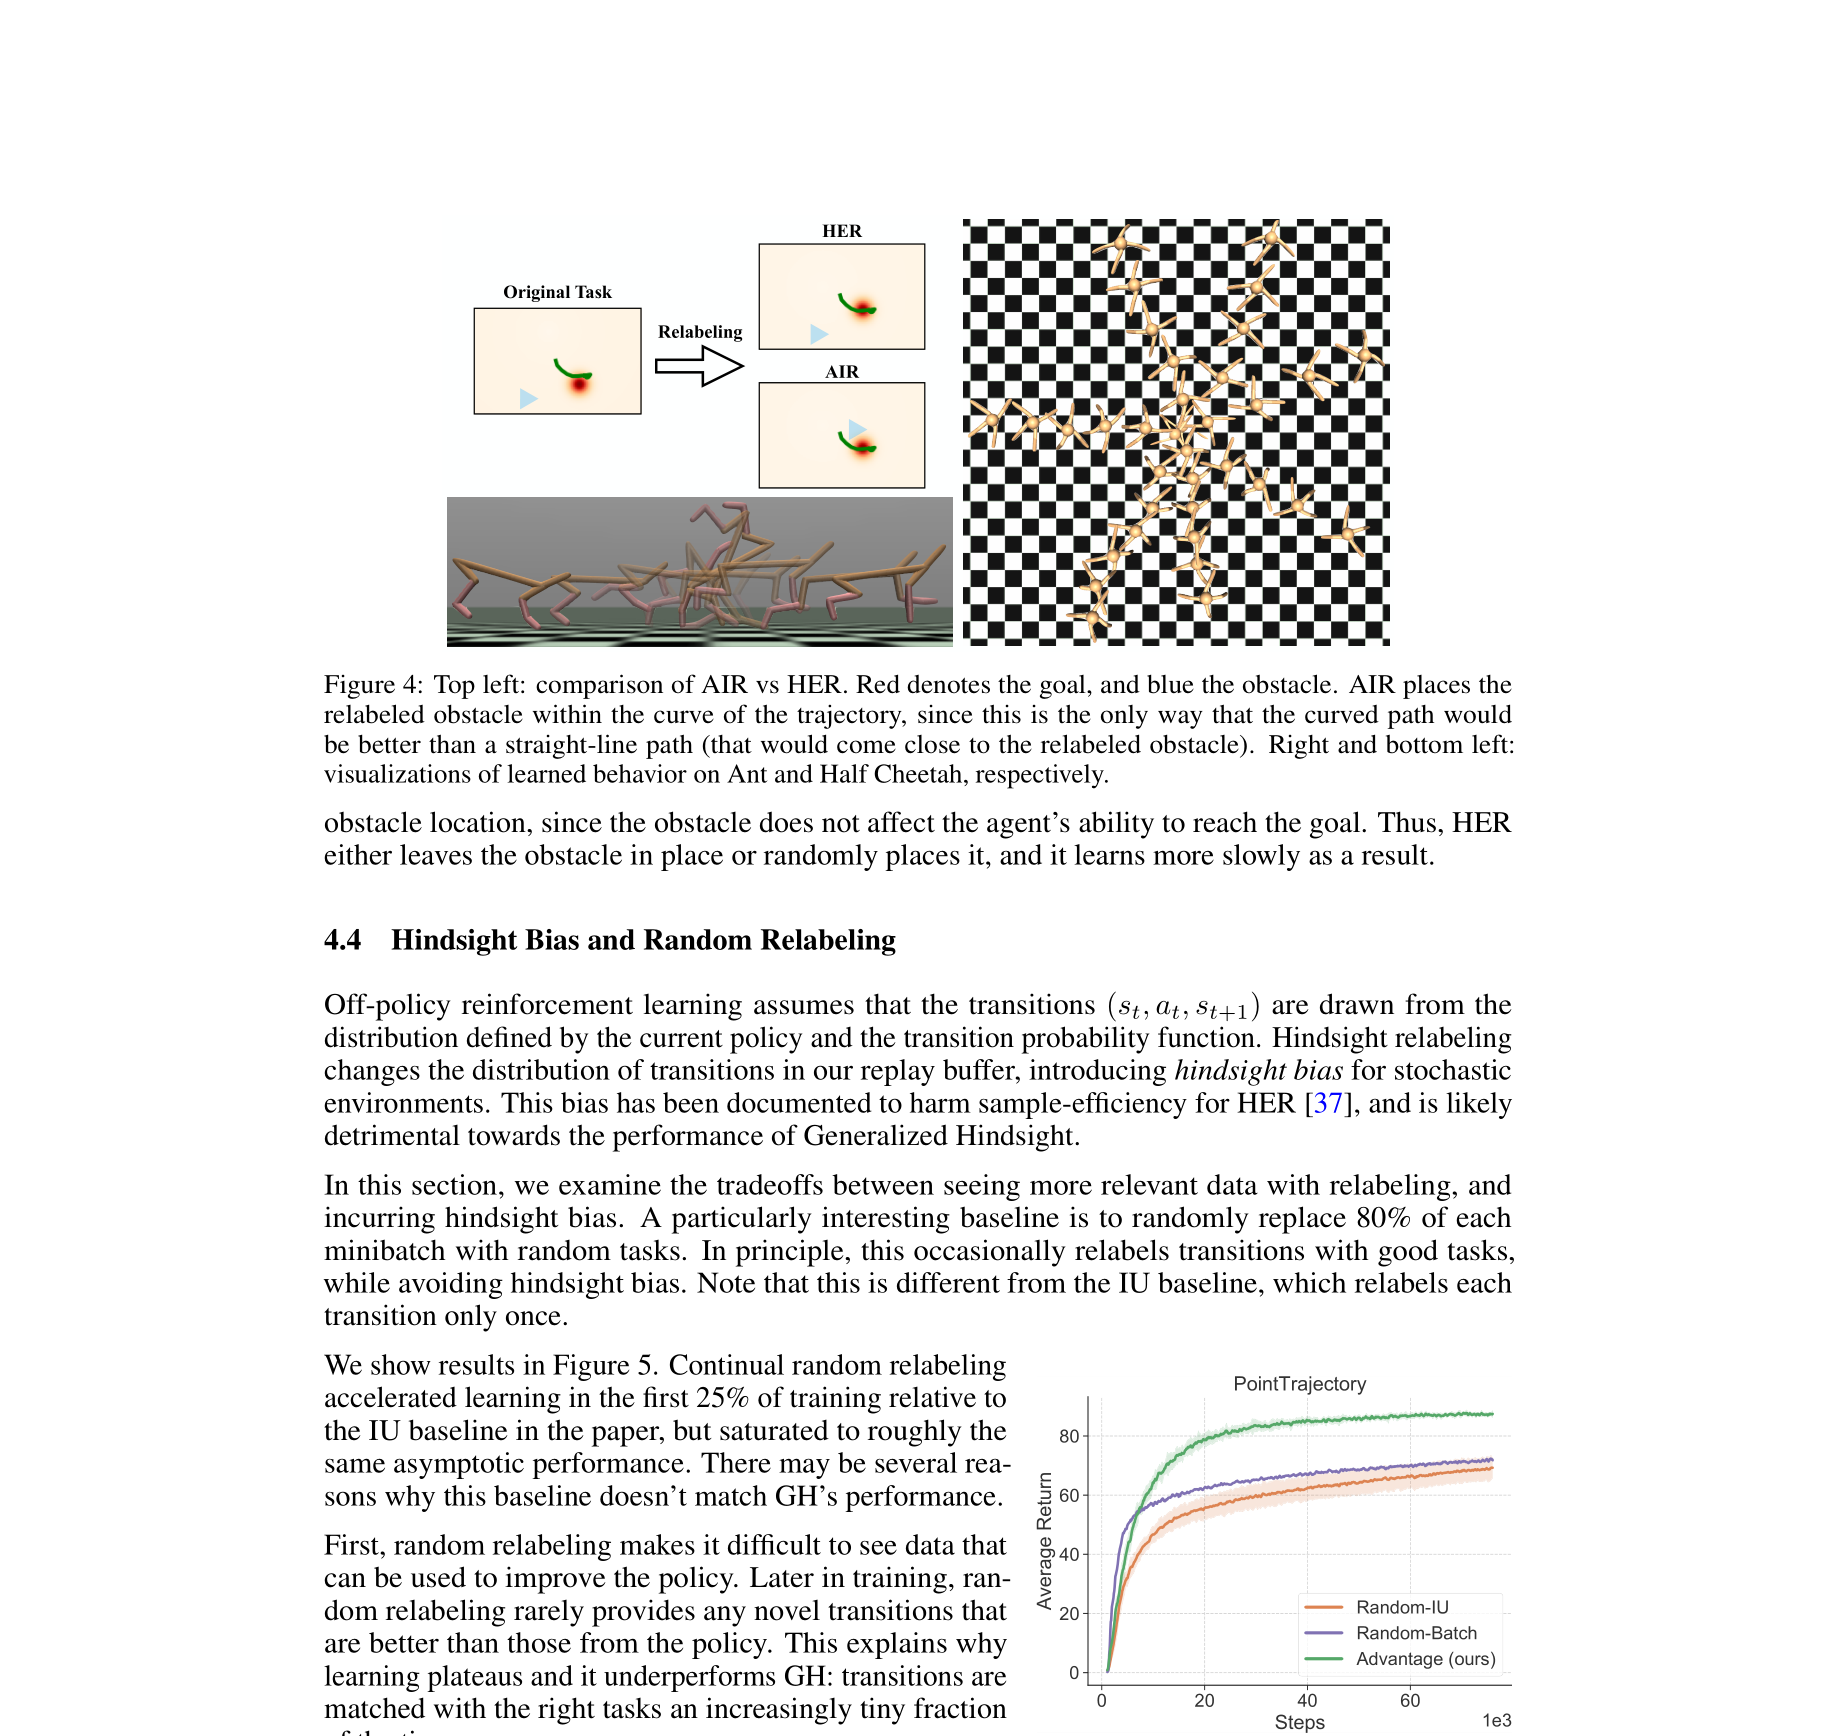 HER
Original Task
Relabeling
AIR
Figure 4: Top left: comparison of AIR vs HER. Red denotes the goal, and blue the obstacle. AIR places the
relabeled obstacle within the curve of the trajectory, since this is the only way that the curved path would
be better than a straight-line path (that would come close to the relabeled obstacle). Right and bottom left:
visualizations of learned behavior on Ant and Half Cheetah, respectively.
obstacle location, since the obstacle does not affect the agent's ability to reach the goal. Thus, HER
either leaves the obstacle in place or randomly places it, and it learns more slowly as a result.
4.4 Hindsight Bias and Random Relabeling
Off-policy reinforcement learning assumes that the transitions (s_t, a_t, s_{t+1}) are drawn from the
distribution defined by the current policy and the transition probability function. Hindsight relabeling
changes the distribution of transitions in our replay buffer, introducing hindsight bias for stochastic
environments. This bias has been documented to harm sample-efficiency for HER [37], and is likely
detrimental towards the performance of Generalized Hindsight.
In this section, we examine the tradeoffs between seeing more relevant data with relabeling, and
incurring hindsight bias. A particularly interesting baseline is to randomly replace 80% of each
minibatch with random tasks. In principle, this occasionally relabels transitions with good tasks,
while avoiding hindsight bias. Note that this is different from the IU baseline, which relabels each
transition only once.
We show results in Figure 5. Continual random relabeling
accelerated learning in the first 25% of training relative to
the IU baseline in the paper, but saturated to roughly the
same asymptotic performance. There may be several rea-
sons why this baseline doesn't match GH's performance.
First, random relabeling makes it difficult to see data that
can be used to improve the policy. Later in training, ran-
dom relabeling rarely provides any novel transitions that
are better than those from the policy. This explains why
learning plateaus and it underperforms GH: transitions are
matched with the right tasks an increasingly tiny fraction
PointTrajectory
Average Return
80
60
40
20
0
Random-IU
Random-Batch
Advantage (ours)
0 20 40 60
Steps 1e3